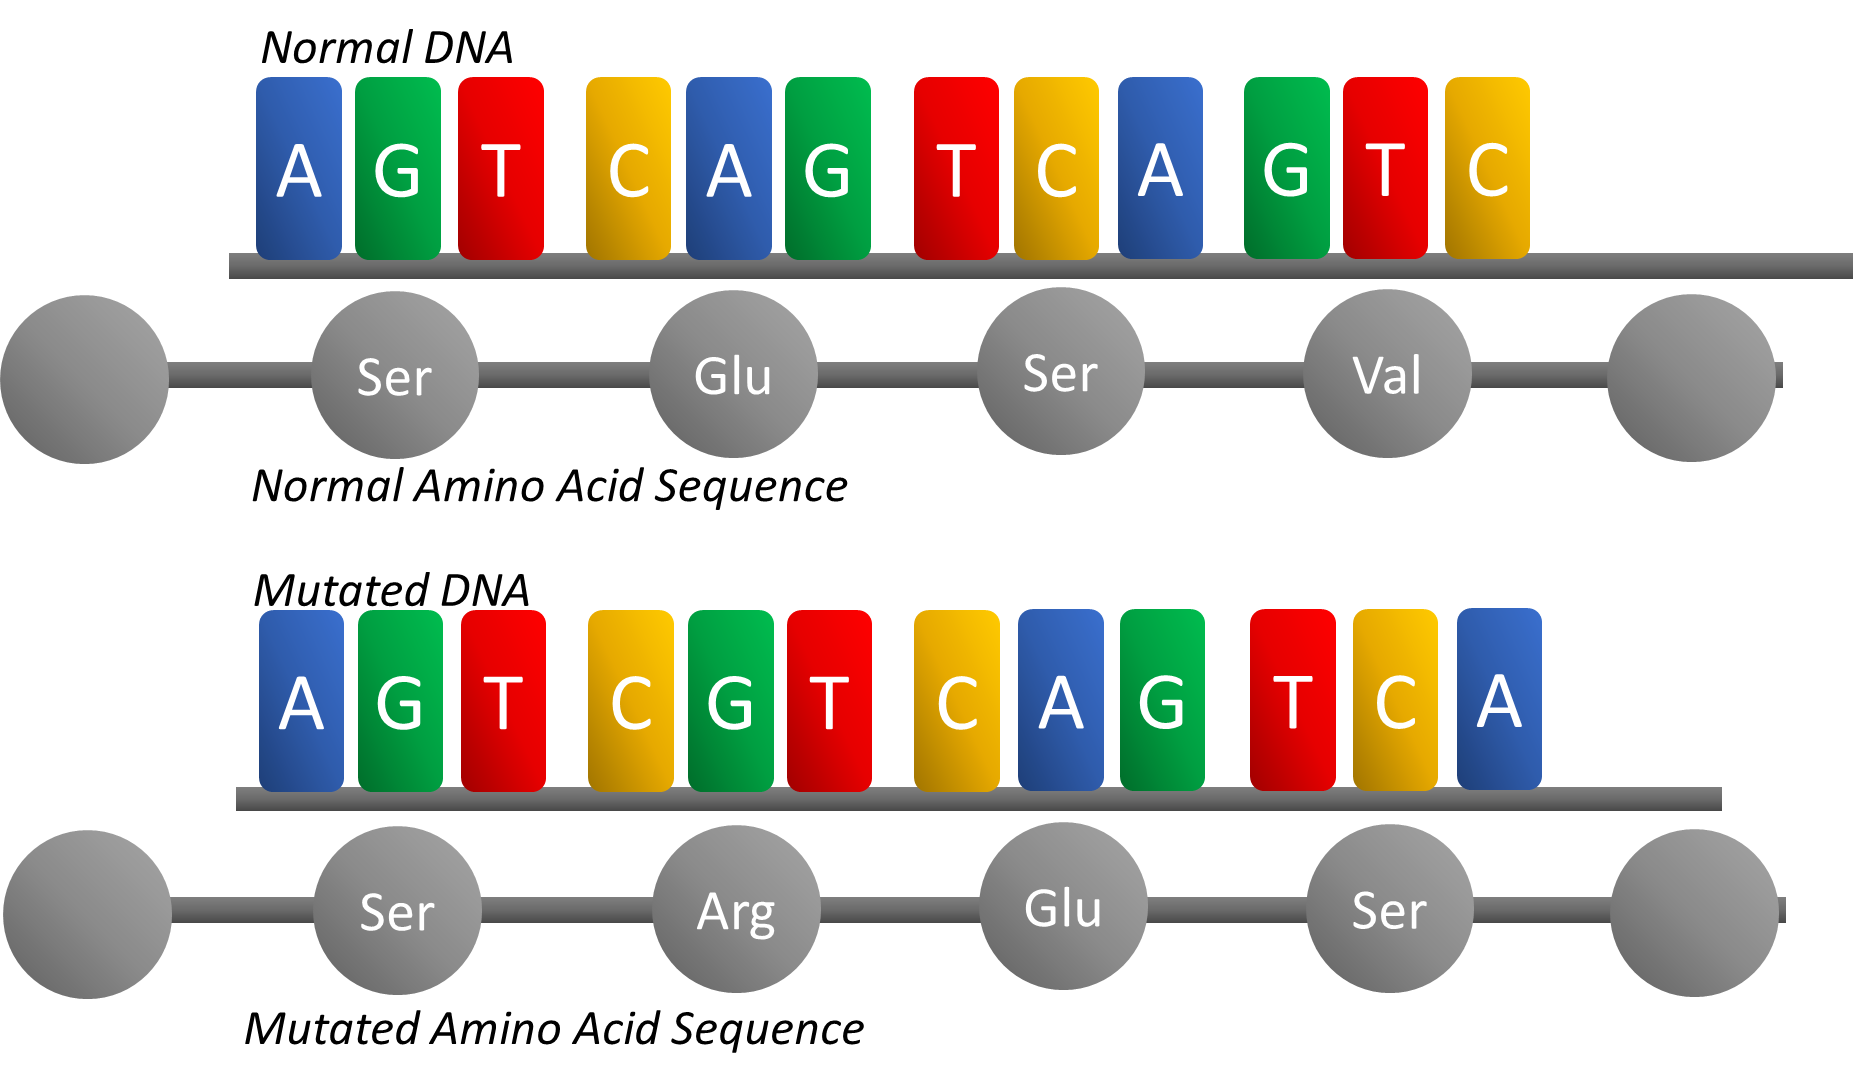 Normal DNA
A G T C A G T C A G T C
Ser Glu Ser Val
Normal Amino Acid Sequence
Mutated DNA
A G T C G T C A G T C A
Ser Arg Glu Ser
Mutated Amino Acid Sequence